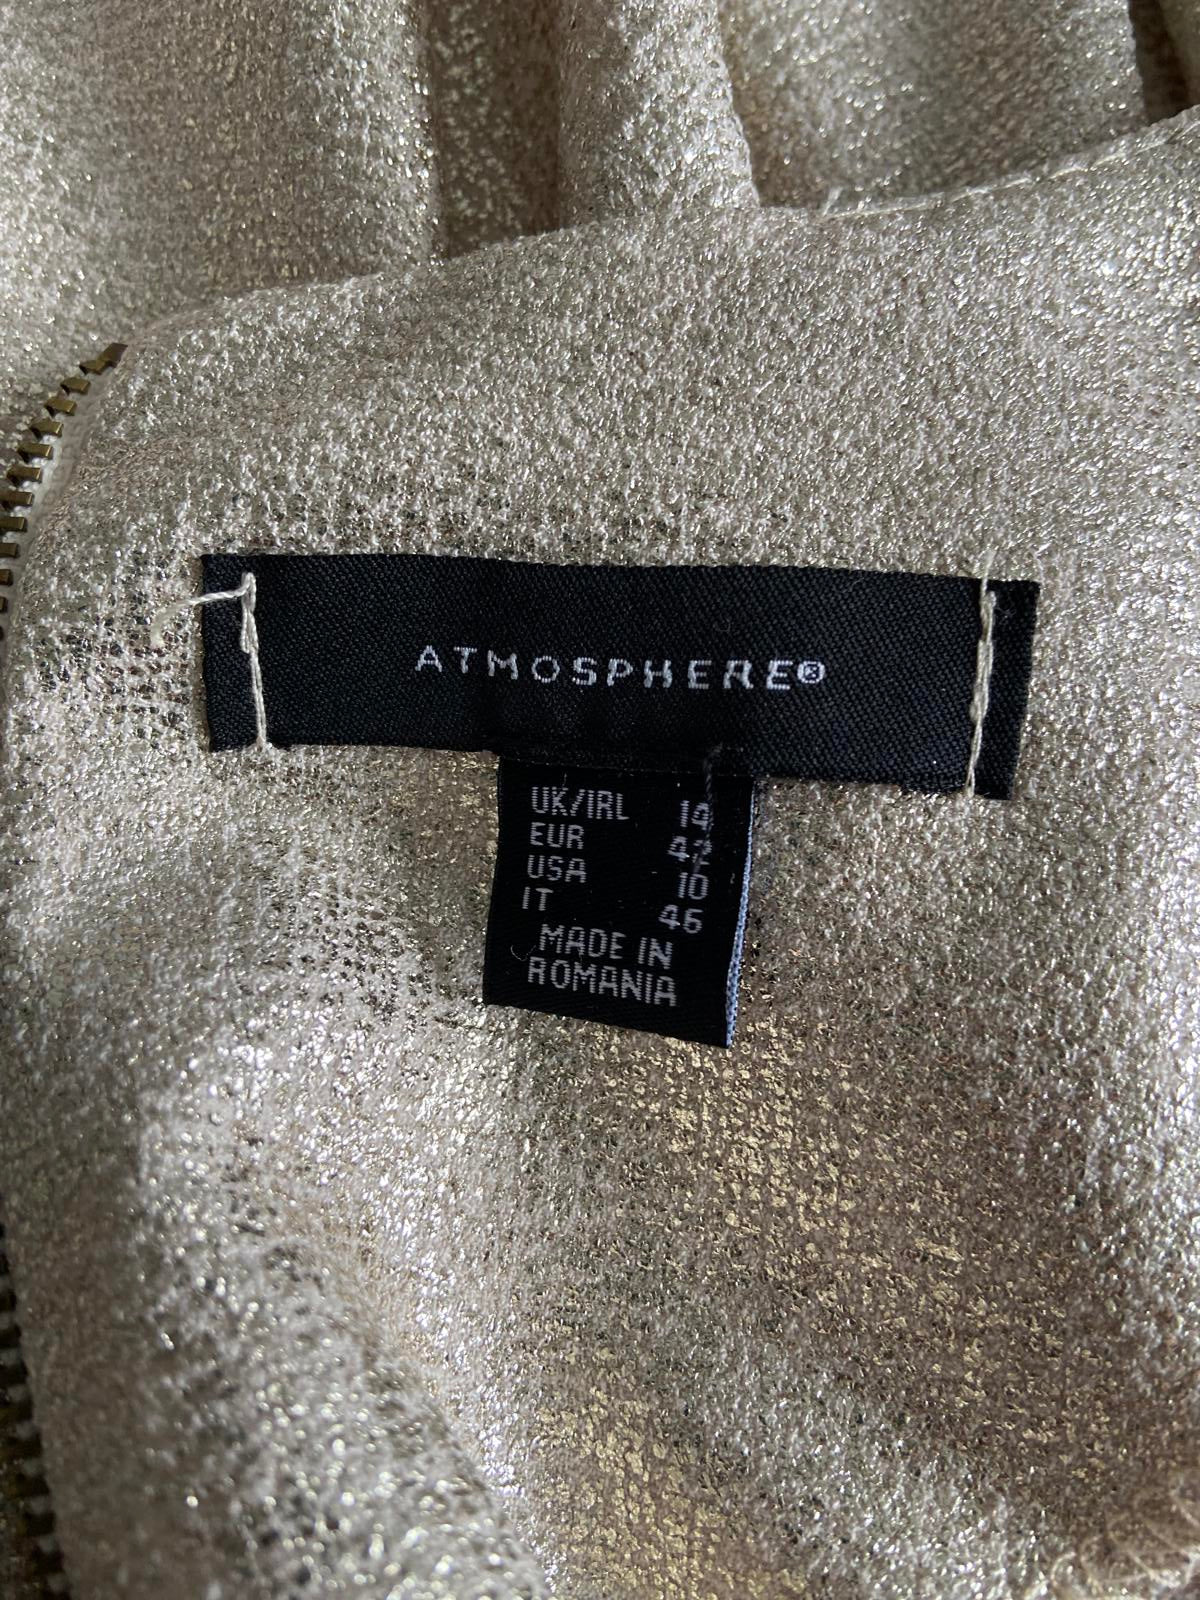 ATMOSPHERE®
UK/IRL 14
EUR 42
USA 10
IT 46
MADE IN
ROMANIA